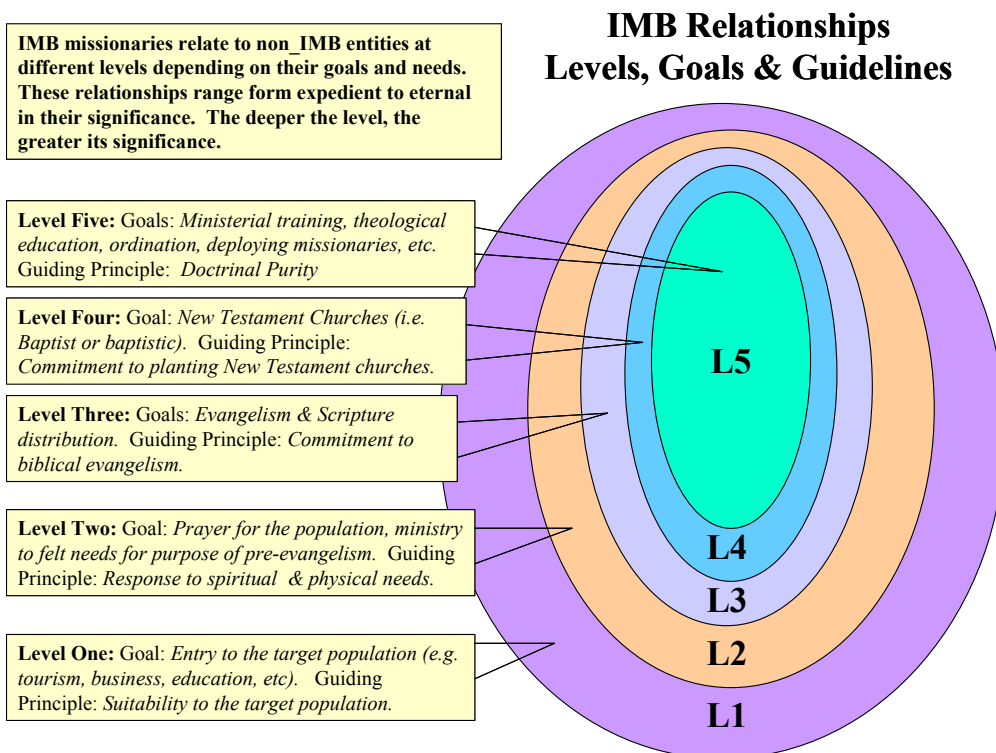 IMB Relationships
Levels, Goals & Guidelines
IMB missionaries relate to non_IMB entities at
different levels depending on their goals and needs.
These relationships range form expedient to eternal
in their significance.  The deeper the level, the
greater its significance.
Level Five: Goals: Ministerial training, theological
education, ordination, deploying missionaries, etc.
Guiding Principle:  Doctrinal Purity
Level Four: Goal: New Testament Churches (i.e.
Baptist or baptistic).  Guiding Principle:
Commitment to planting New Testament churches.
Level Three: Goals: Evangelism & Scripture
distribution.  Guiding Principle: Commitment to
biblical evangelism.
Level Two: Goal: Prayer for the population, ministry
to felt needs for purpose of pre-evangelism.  Guiding
Principle: Response to spiritual  & physical needs.
Level One: Goal: Entry to the target population (e.g.
tourism, business, education, etc).   Guiding
Principle: Suitability to the target population.
L5
L4
L3
L2
L1